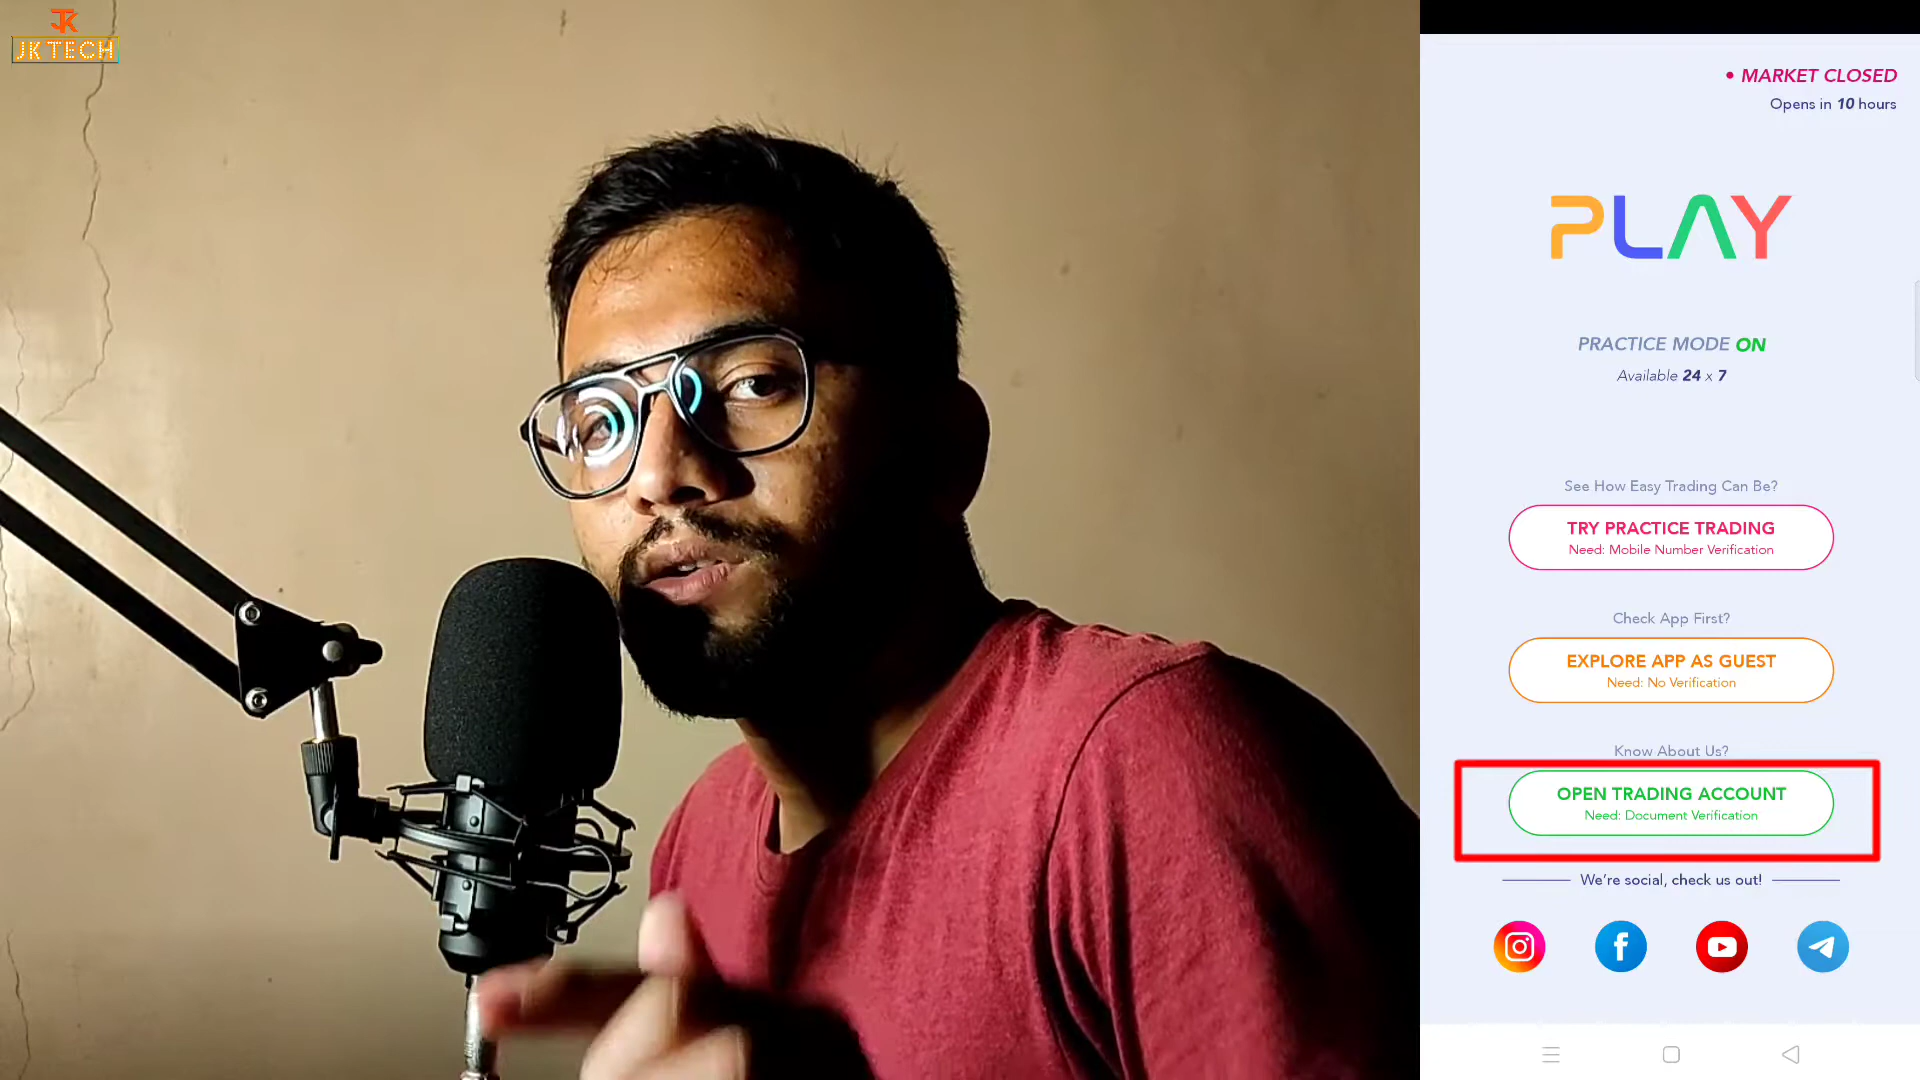 JK
JK TECH
• MARKET CLOSED
Opens in 10 hours
PLAY
PRACTICE MODE ON
Available 24 x 7
See How Easy Trading Can Be?
TRY PRACTICE TRADING
Need: Mobile Number Verification
Check App First?
EXPLORE APP AS GUEST
Need: No Verification
Know About Us?
OPEN TRADING ACCOUNT
Need: Document Verification
We're social, check us out!